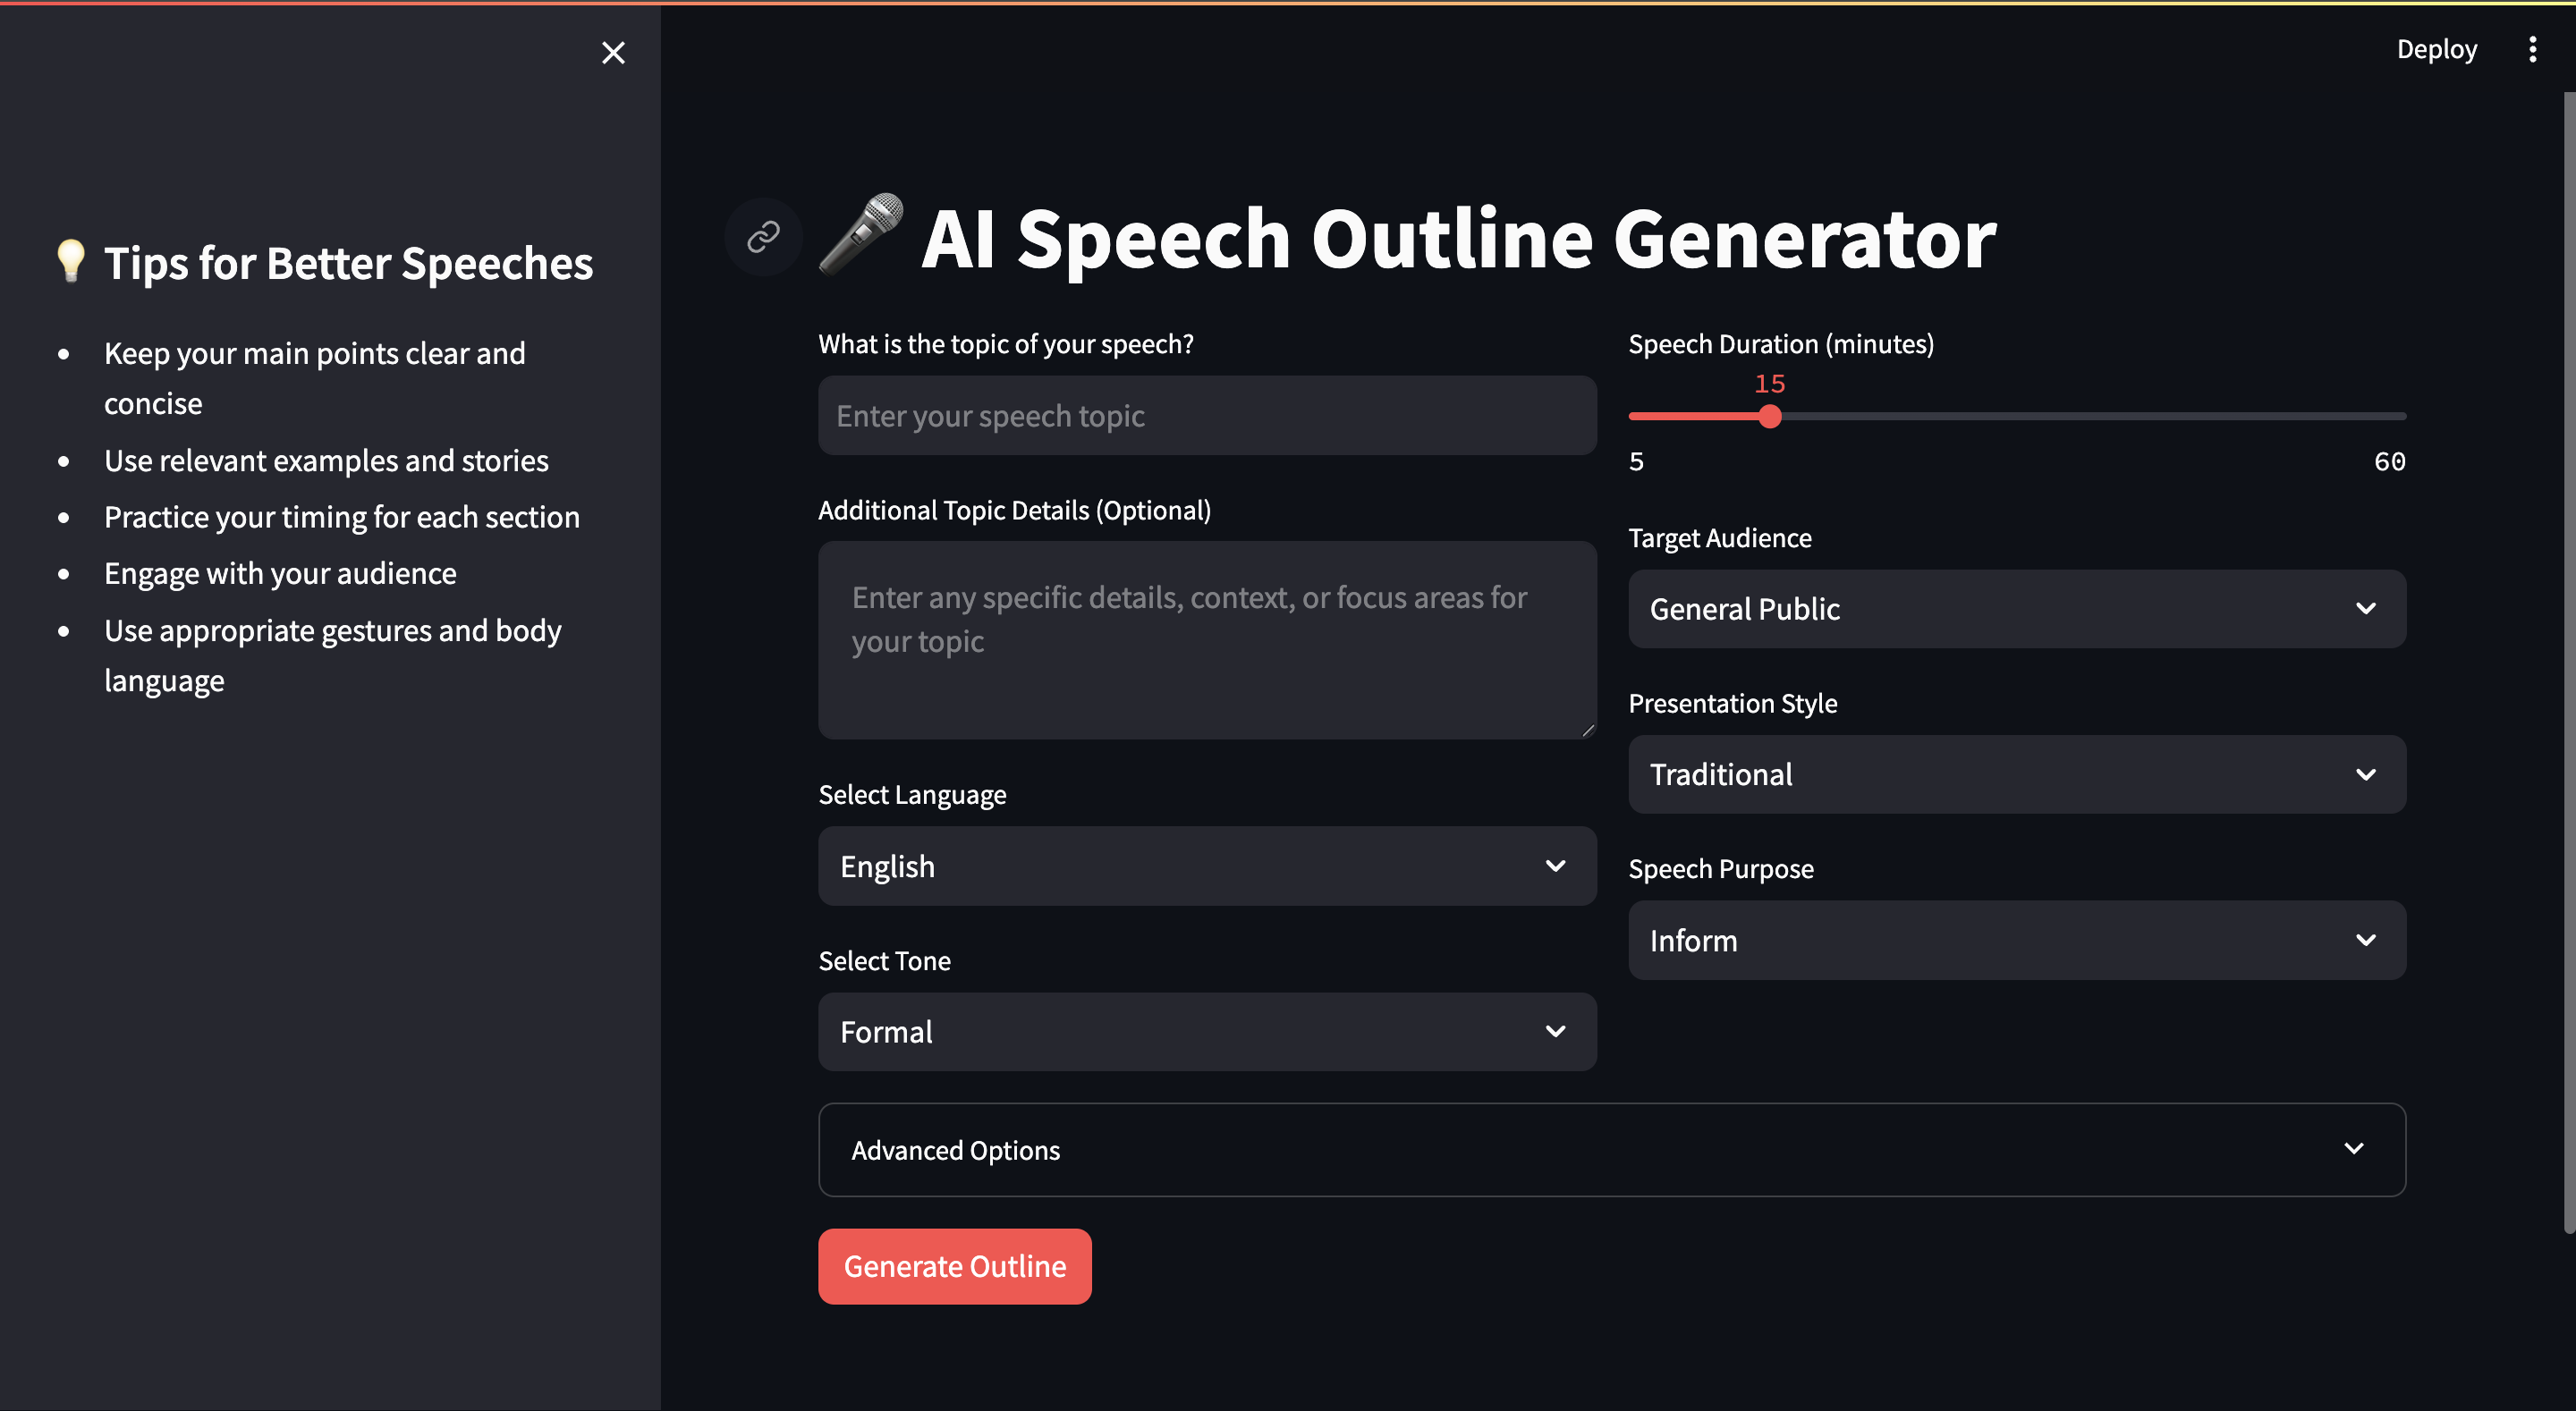 Deploy
💡 Tips for Better Speeches
• Keep your main points clear and
concise
• Use relevant examples and stories
• Practice your timing for each section
• Engage with your audience
• Use appropriate gestures and body
language
🎤 AI Speech Outline Generator
What is the topic of your speech?
Enter your speech topic
Additional Topic Details (Optional)
Enter any specific details, context, or focus areas for
your topic
Select Language
English
Select Tone
Formal
Speech Duration (minutes)
15
5 60
Target Audience
General Public
Presentation Style
Traditional
Speech Purpose
Inform
Advanced Options
Generate Outline